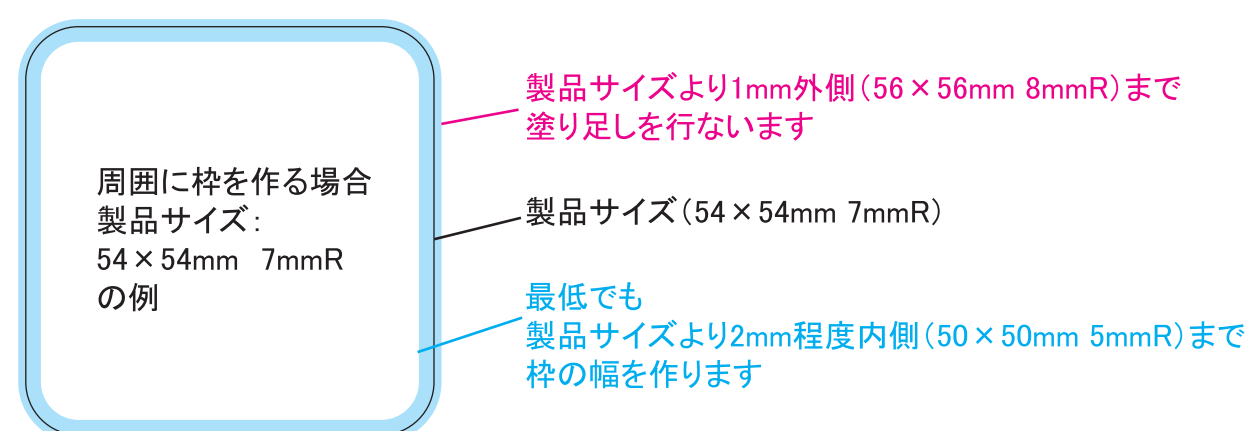 周囲に枠を作る場合
製品サイズ：
54×54mm　7mmR
の例
製品サイズより1mm外側（56×56mm 8mmR）まで
塗り足しを行ないます
製品サイズ（54×54mm 7mmR）
最低でも
製品サイズより2mm程度内側（50×50mm 5mmR）まで
枠の幅を作ります